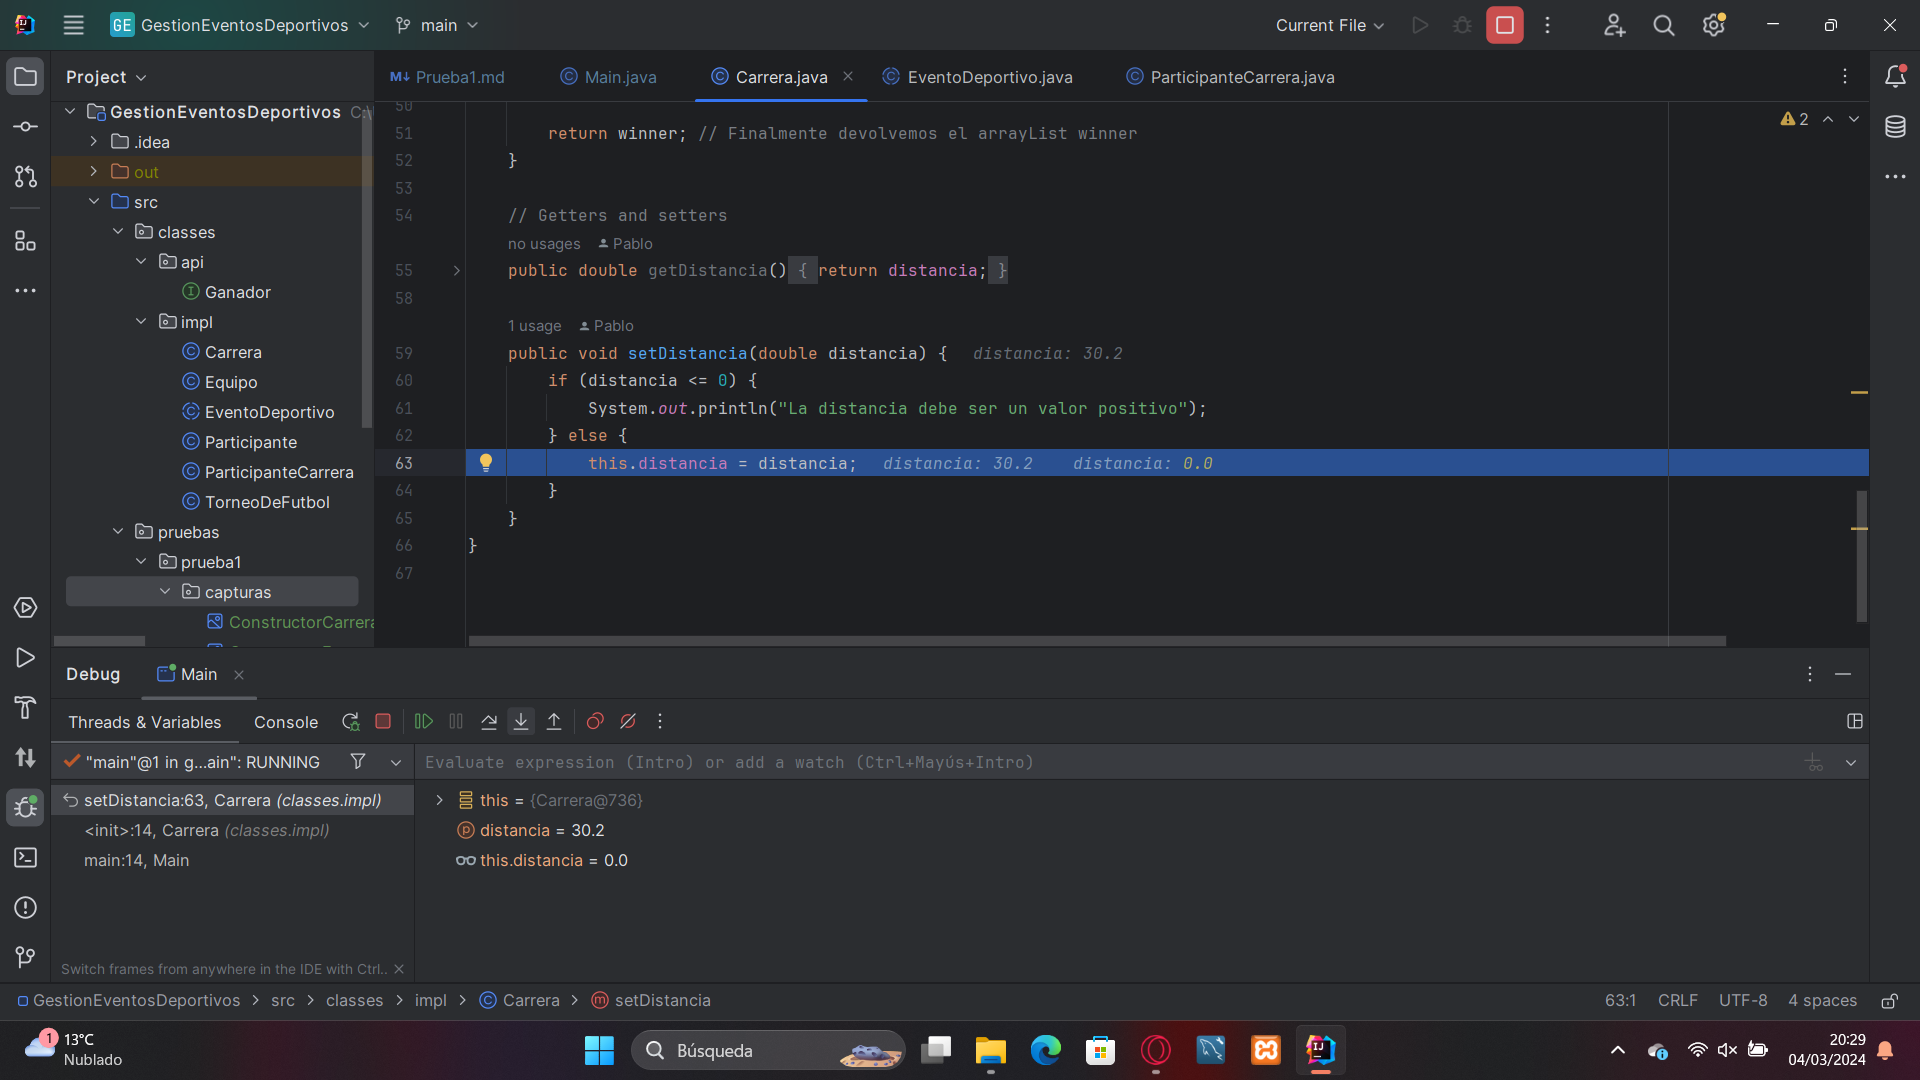 GE GestionEventosDeportivos main Current File
Project
GestionEventosDeportivos C:\
.idea
out
src
classes
api
Ganador
impl
Carrera
Equipo
EventoDeportivo
Participante
ParticipanteCarrera
TorneoDeFutbol
pruebas
prueba1
capturas
ConstructorCarrera
Prueba1.md Main.java Carrera.java EventoDeportivo.java ParticipanteCarrera.java
2
50
51 return winner; // Finalmente devolvemos el arrayList winner
52 }
53
54 // Getters and setters
no usages Pablo
55 public double getDistancia() { return distancia; }
58
1 usage Pablo
59 public void setDistancia(double distancia) { distancia: 30.2
60 if (distancia <= 0) {
61 System.out.println("La distancia debe ser un valor positivo");
62 } else {
63 this.distancia = distancia; distancia: 30.2 distancia: 0.0
64 }
65 }
66 }
67
Debug Main
Threads & Variables Console
"main"@1 in g...ain": RUNNING
Evaluate expression (Intro) or add a watch (Ctrl+Mayús+Intro)
setDistancia:63, Carrera (classes.impl)
<init>:14, Carrera (classes.impl)
main:14, Main
this = {Carrera@736}
distancia = 30.2
this.distancia = 0.0
Switch frames from anywhere in the IDE with Ctrl..
GestionEventosDeportivos > src > classes > impl > Carrera > setDistancia
63:1 CRLF UTF-8 4 spaces
1
13°C
Nublado
Búsqueda
20:29
04/03/2024